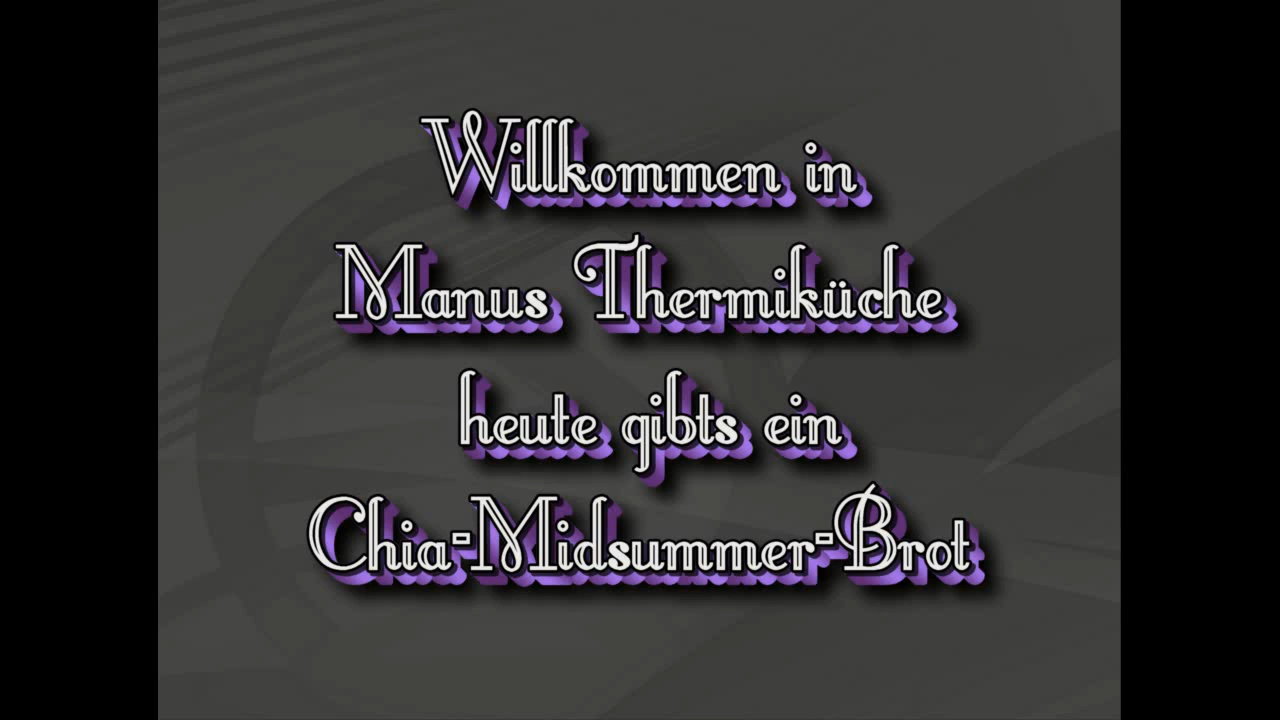 Willkommen in
Manus Thermiküche
heute gibts ein
Chia-Midsummer-Brot